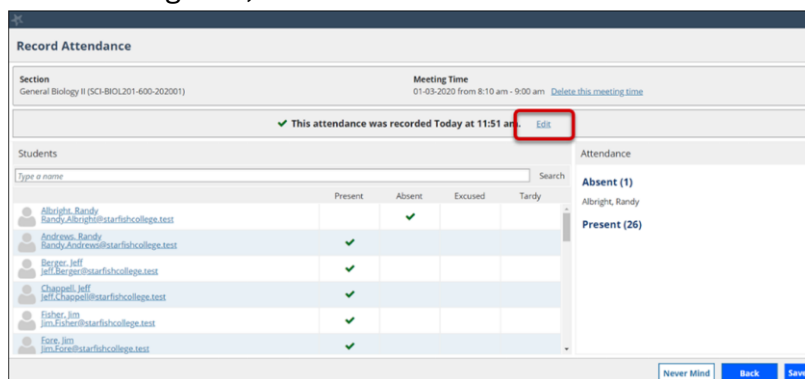 Record Attendance
Section
General Biology II (SCI-BIOL201-600-202001)
Meeting Time
01-03-2020 from 8:10 am - 9:00 am Delete this meeting time
This attendance was recorded Today at 11:51 am. Edit
Students
Type a name
Search
Present Absent Excused Tardy
Albright, Randy
Randy.Albright@starfishcollege.test
Andrews, Randy
Randy.Andrews@starfishcollege.test
Berger, Jeff
Jeff.Berger@starfishcollege.test
Chappell, Jeff
Jeff.Chappell@starfishcollege.test
Fisher, Jim
Jim.Fisher@starfishcollege.test
Fore, Jim
Jim.Fore@starfishcollege.test
Attendance
Absent (1)
Albright, Randy
Present (26)
Never Mind Back Save